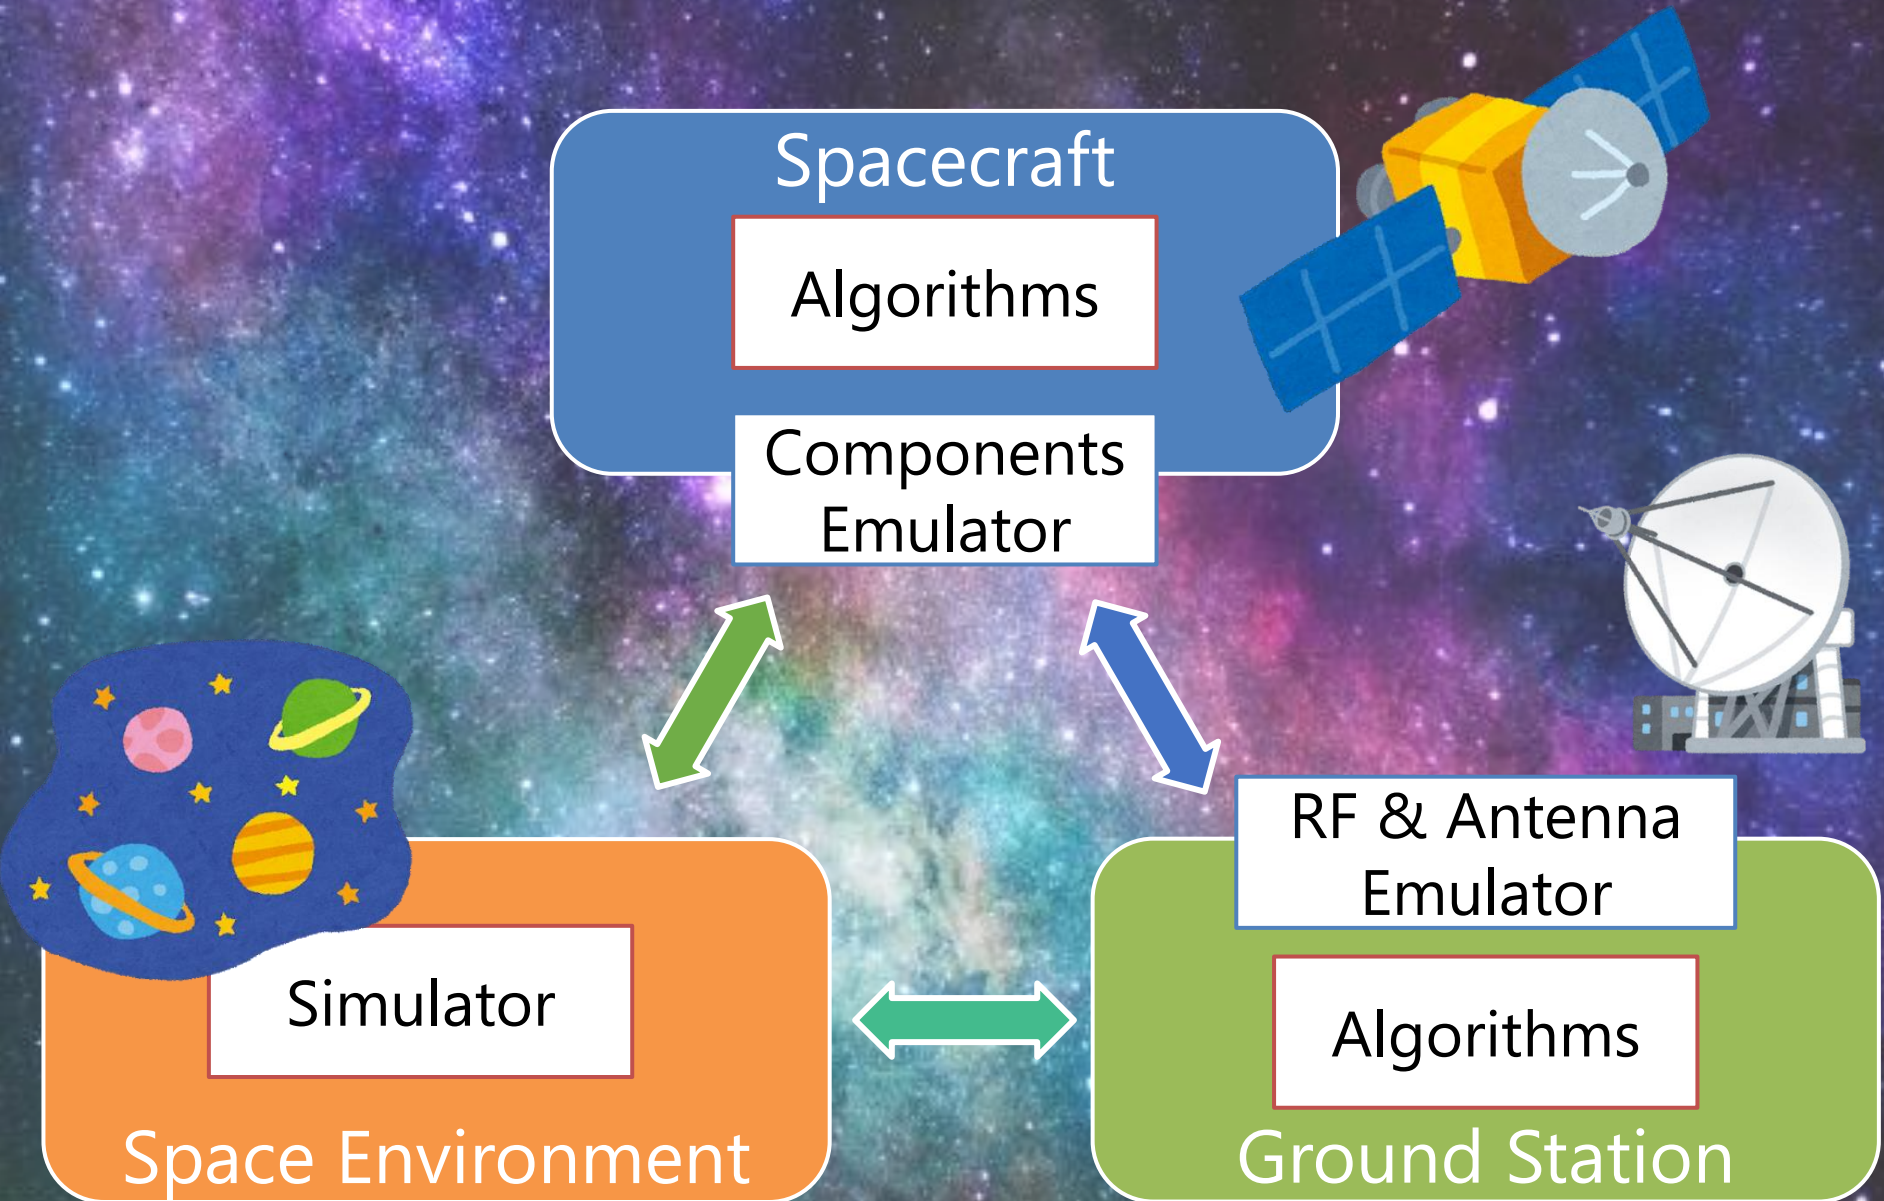 Spacecraft
Algorithms
Components
Emulator
RF & Antenna
Emulator
Simulator
Algorithms
Space Environment
Ground Station